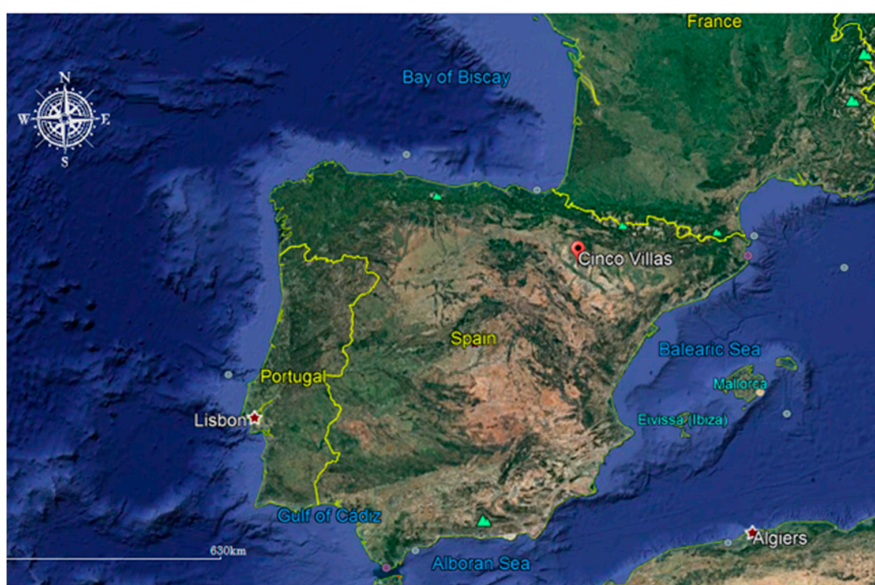 France
Bay of Biscay
N
W E
S
Cinco Villas
Spain
Balearic Sea
Portugal
Mallorca
Lisbon
Eivissa (Ibiza)
Gulf of Cádiz
630km
Algiers
Alboran Sea